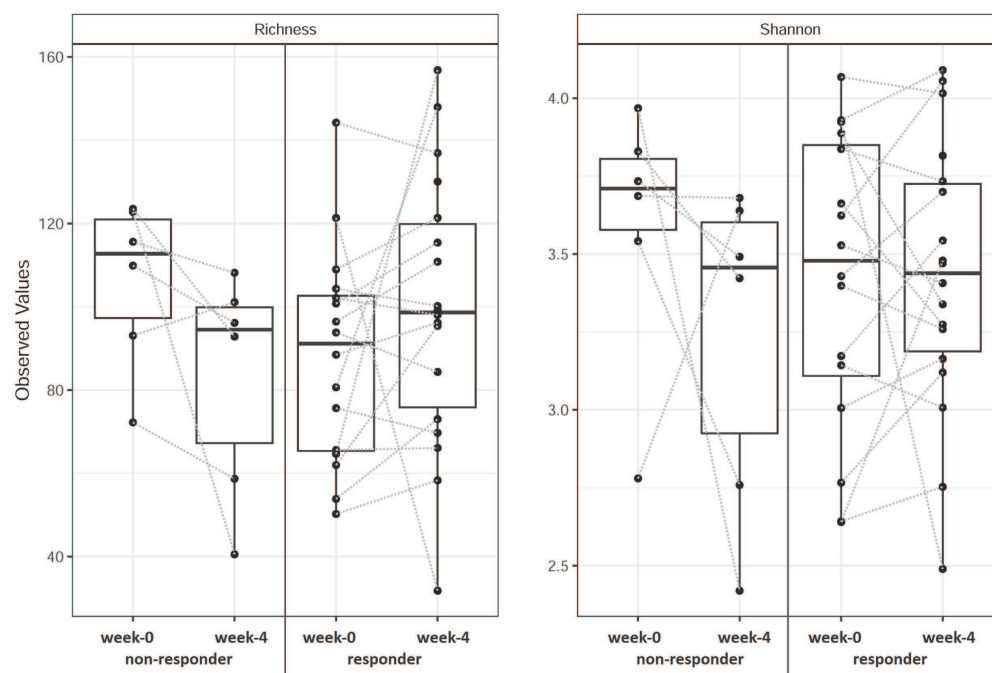 Richness
Shannon
Observed Values
160
120
80
40
4.0
3.5
3.0
2.5
week-0 week-4 week-0 week-4
non-responder responder
week-0 week-4 week-0 week-4
non-responder responder